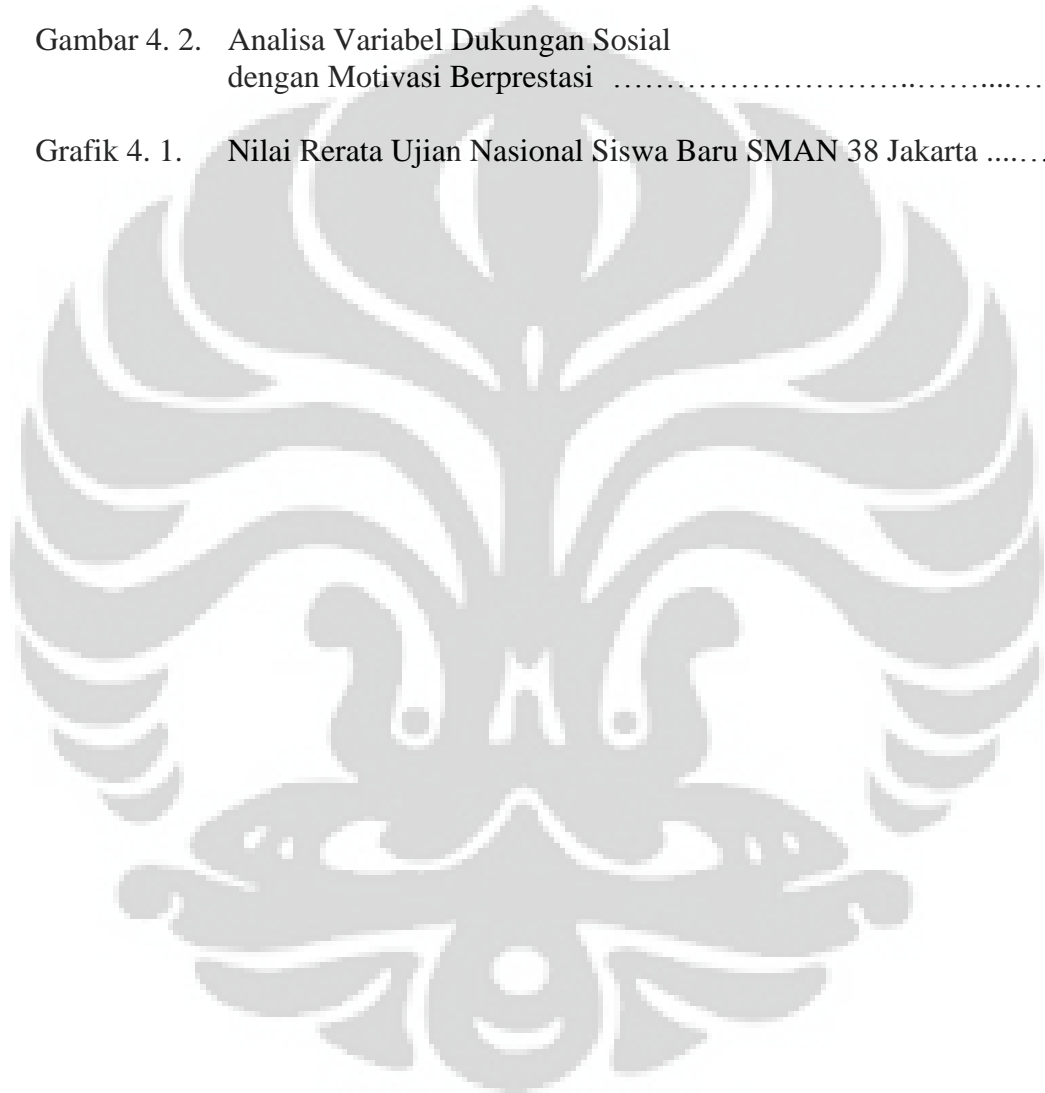 Gambar 4. 2. Analisa Variabel Dukungan Sosial
dengan Motivasi Berprestasi ………………………..……...…
Grafik 4. 1. Nilai Rerata Ujian Nasional Siswa Baru SMAN 38 Jakarta ...…